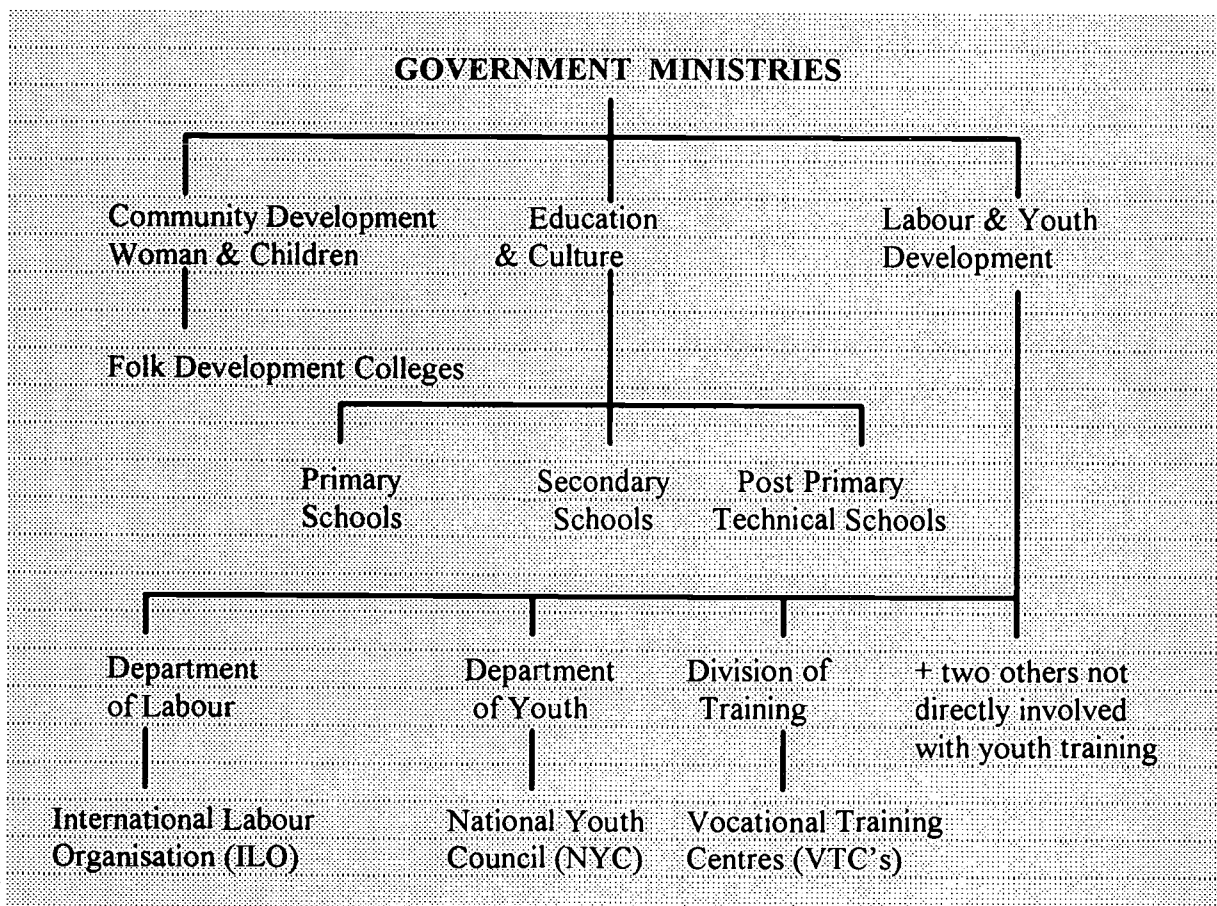 GOVERNMENT MINISTRIES
Community Development
Woman & Children
Education
& Culture
Labour & Youth
Development
Folk Development Colleges
Primary
Schools
Secondary
Schools
Post Primary
Technical Schools
Department
of Labour
Department
of Youth
Division of
Training
+ two others not
directly involved
with youth training
International Labour
Organisation (ILO)
National Youth
Council (NYC)
Vocational Training
Centres (VTC's)